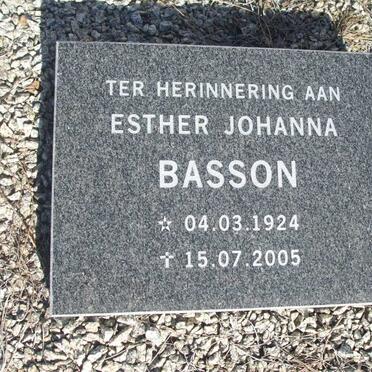 TER HERINNERING AAN
ESTHER JOHANNA
BASSON
☆ 04.03.1924
✝ 15.07.2005